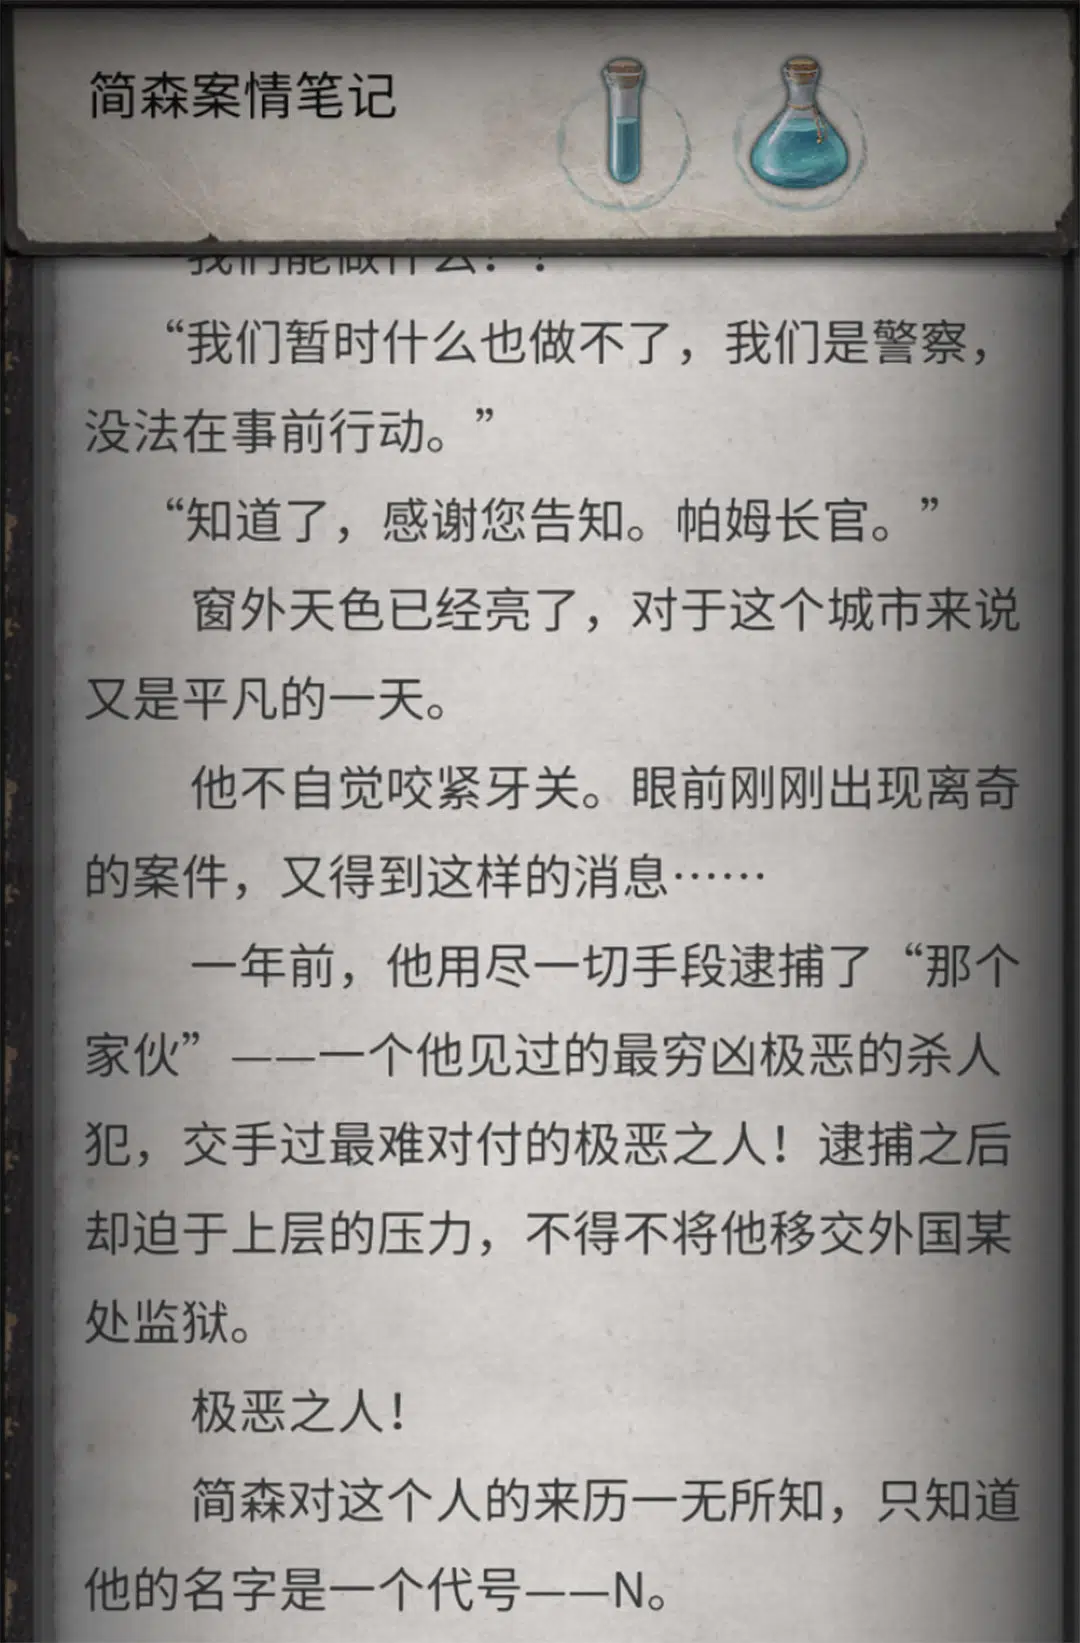 简森案情笔记
我们能做什么？？
“我们暂时什么也做不了，我们是警察，
没法在事前行动。”
“知道了，感谢您告知。帕姆长官。”
窗外天色已经亮了，对于这个城市来说
又是平凡的一天。
他不自觉咬紧牙关。眼前刚刚出现离奇
的案件，又得到这样的消息……
一年前，他用尽一切手段逮捕了“那个
家伙”——一个他见过的最穷凶极恶的杀人
犯，交手过最难对付的极恶之人！逮捕之后
却迫于上层的压力，不得不将他移交外国某
处监狱。
极恶之人！
简森对这个人的来历一无所知，只知道
他的名字是一个代号——N。